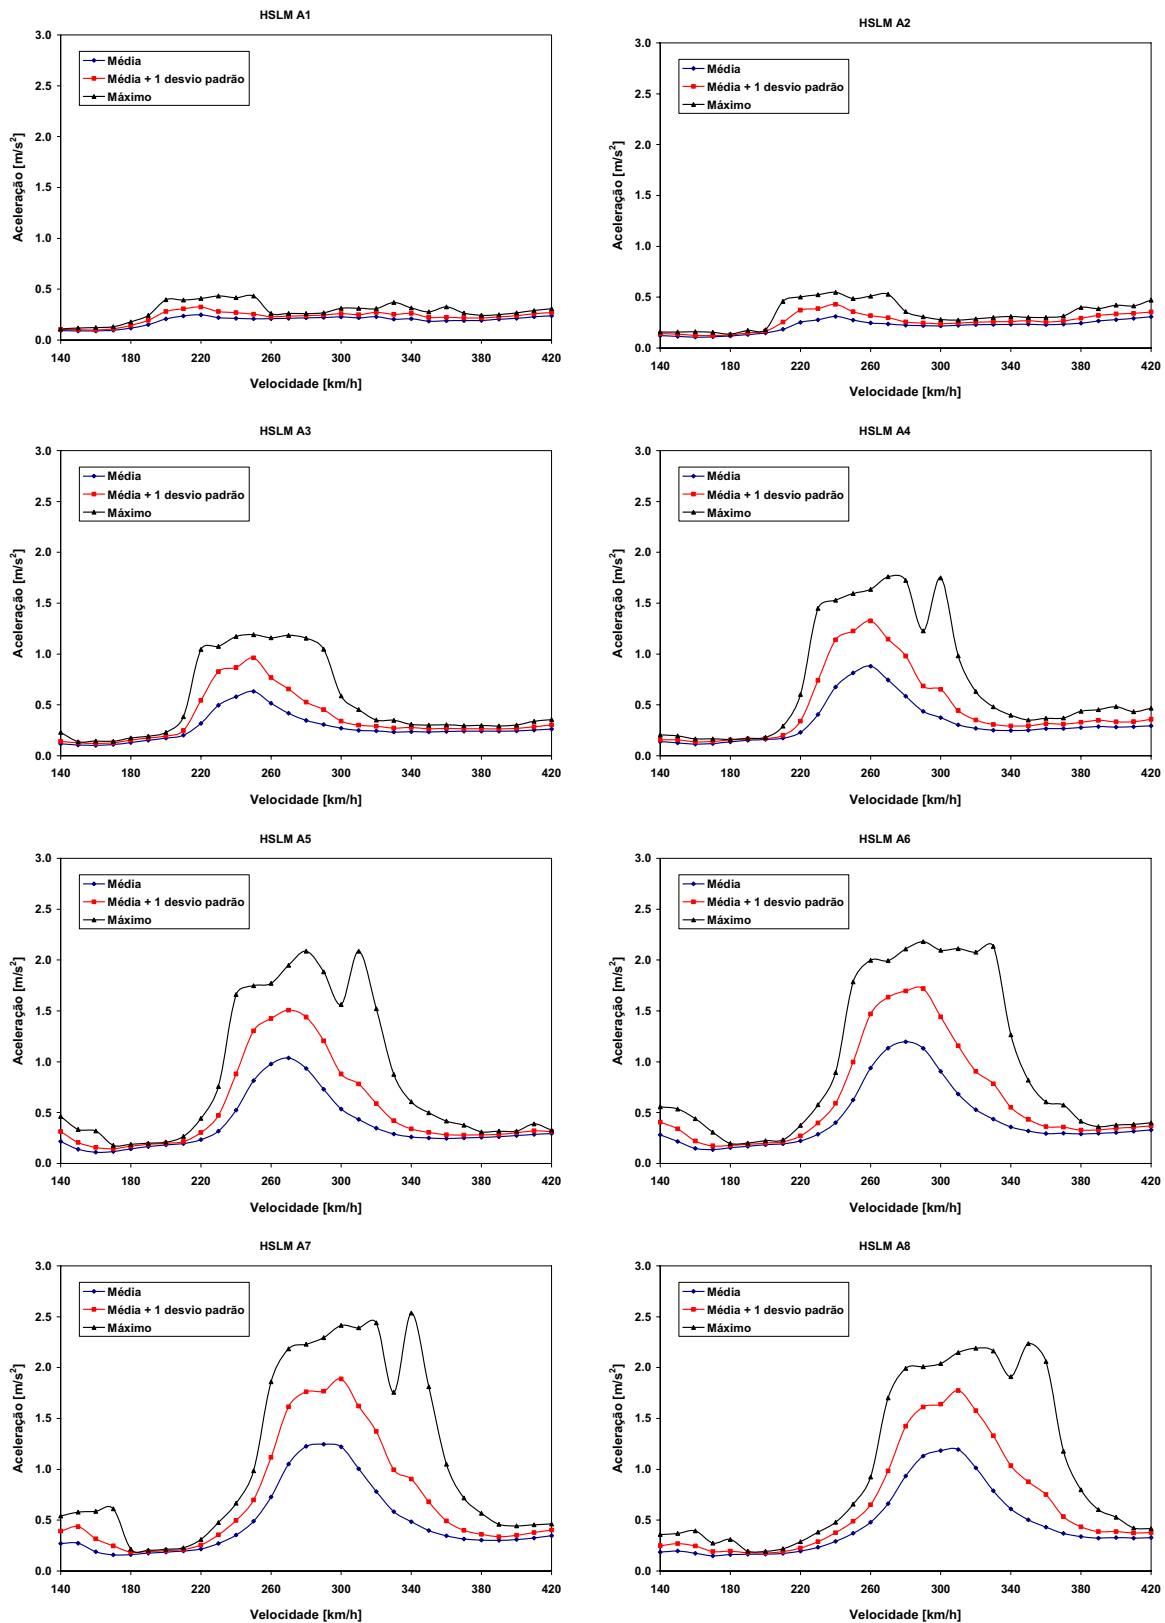 HSLM A1
3.0
2.5
2.0
1.5
1.0
0.5
0.0
Aceleração [m/s²]
Média
Média + 1 desvio padrão
Máximo
140 180 220 260 300 340 380 420
Velocidade [km/h]
HSLM A2
3.0
2.5
2.0
1.5
1.0
0.5
0.0
Aceleração [m/s²]
Média
Média + 1 desvio padrão
Máximo
140 180 220 260 300 340 380 420
Velocidade [km/h]
HSLM A3
3.0
2.5
2.0
1.5
1.0
0.5
0.0
Aceleração [m/s²]
Média
Média + 1 desvio padrão
Máximo
140 180 220 260 300 340 380 420
Velocidade [km/h]
HSLM A4
3.0
2.5
2.0
1.5
1.0
0.5
0.0
Aceleração [m/s²]
Média
Média + 1 desvio padrão
Máximo
140 180 220 260 300 340 380 420
Velocidade [km/h]
HSLM A5
3.0
2.5
2.0
1.5
1.0
0.5
0.0
Aceleração [m/s²]
Média
Média + 1 desvio padrão
Máximo
140 180 220 260 300 340 380 420
Velocidade [km/h]
HSLM A6
3.0
2.5
2.0
1.5
1.0
0.5
0.0
Aceleração [m/s²]
Média
Média + 1 desvio padrão
Máximo
140 180 220 260 300 340 380 420
Velocidade [km/h]
HSLM A7
3.0
2.5
2.0
1.5
1.0
0.5
0.0
Aceleração [m/s²]
Média
Média + 1 desvio padrão
Máximo
140 180 220 260 300 340 380 420
Velocidade [km/h]
HSLM A8
3.0
2.5
2.0
1.5
1.0
0.5
0.0
Aceleração [m/s²]
Média
Média + 1 desvio padrão
Máximo
140 180 220 260 300 340 380 420
Velocidade [km/h]